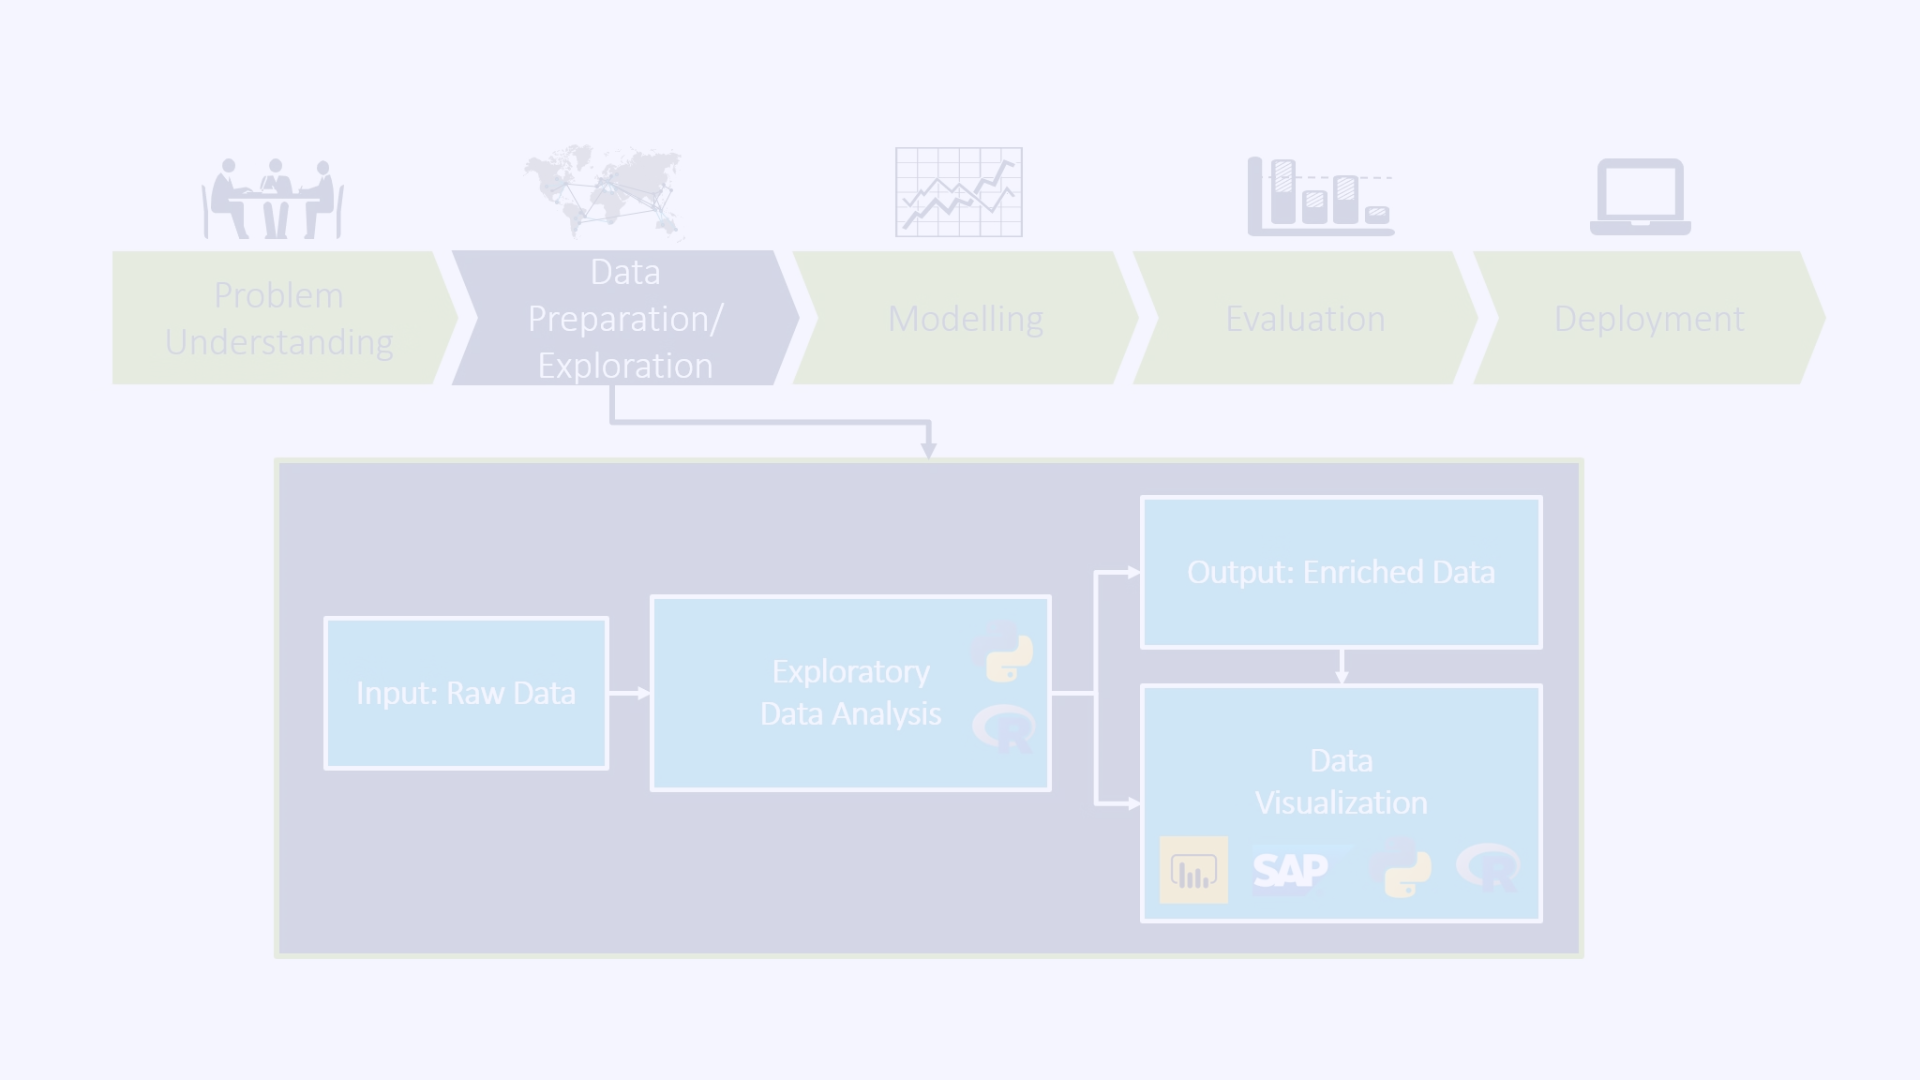 Problem
Understanding
Data
Preparation/
Exploration
Modelling
Evaluation
Deployment
Input: Raw Data
Exploratory
Data Analysis
R
Output: Enriched Data
Data
Visualization
SAP
R